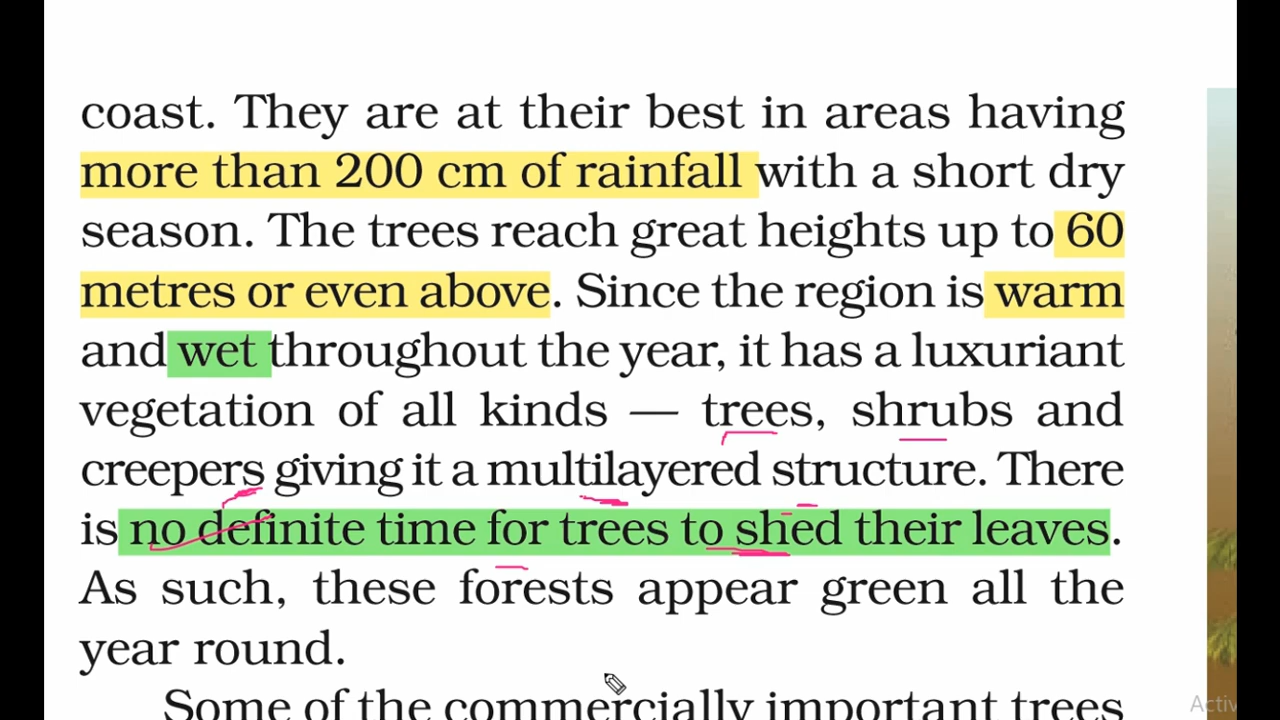 coast. They are at their best in areas having
more than 200 cm of rainfall with a short dry
season. The trees reach great heights up to 60
metres or even above. Since the region is warm
and wet throughout the year, it has a luxuriant
vegetation of all kinds — trees, shrubs and
creepers giving it a multilayered structure. There
is no definite time for trees to shed their leaves.
As such, these forests appear green all the
year round.
Some of the commercially important trees
Activ